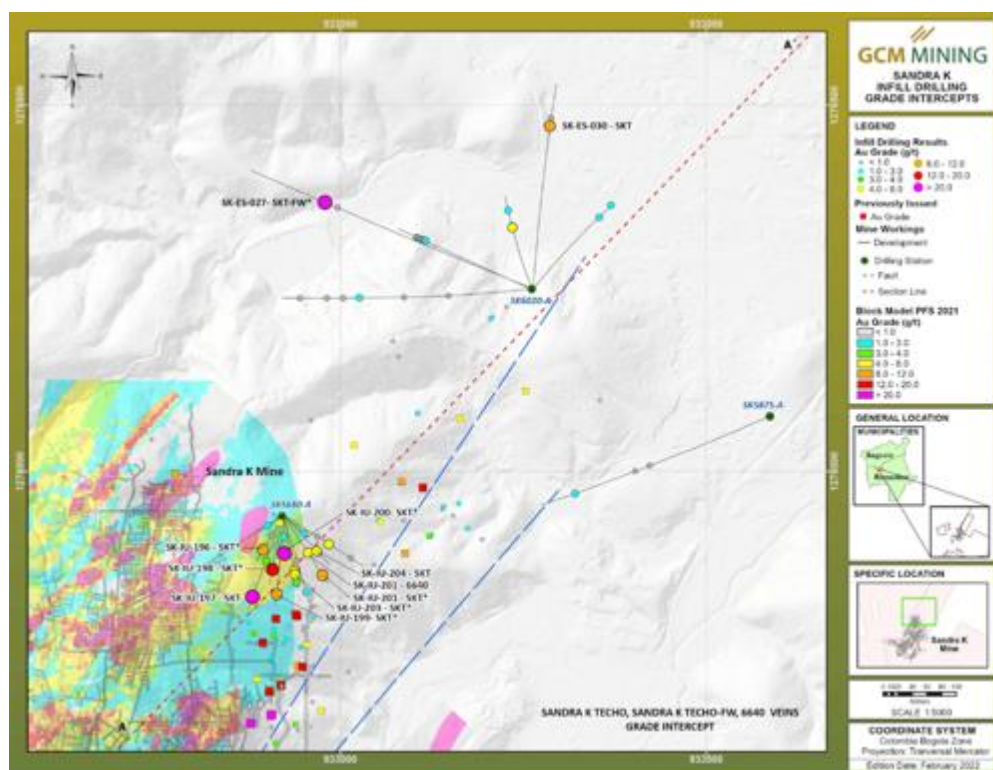 GCM MINING
SANDRA K
INFILL DRILLING
GRADE INTERCEPTS
LEGEND
Infill Drilling Results
Au Grade (g/t)
< 1.0
1.0 - 3.0
3.0 - 4.0
4.0 - 8.0
8.0 - 12.0
12.0 - 20.0
> 20.0
Previously Issued
Au Grade
Mine Workings
Development
Drilling Station
Fault
Section Line
Block Model PFS 2021
Au Grade (g/t)
< 1.0
1.0 - 3.0
3.0 - 4.0
4.0 - 8.0
8.0 - 12.0
12.0 - 20.0
> 20.0
GENERAL LOCATION
MUNICIPALITIES
SPECIFIC LOCATION
Sandra K
Mine
SCALE 1:5000
COORDINATE SYSTEM
Colombia Bogota Zone
Projection: Tranversal Mercator
Edition Date: February 2022
A'
SK-ES-030 - SKT
SK-ES-027- SKT-FW*
Sandra K Mine
SK-IU-200- SKT*
SK-IU-196 - SKT*
SK-IU-198 - SKT*
SK-IU-197 - SKT
SK-IU-204 - SKT
SK-IU-201 - 6640
SK-IU-201 - SKT*
SK-IU-203 - SKT*
SK-IU-199- SKT*
A
SANDRA K TECHO, SANDRA K TECHO-FW, 6640 VEINS
GRADE INTERCEPT